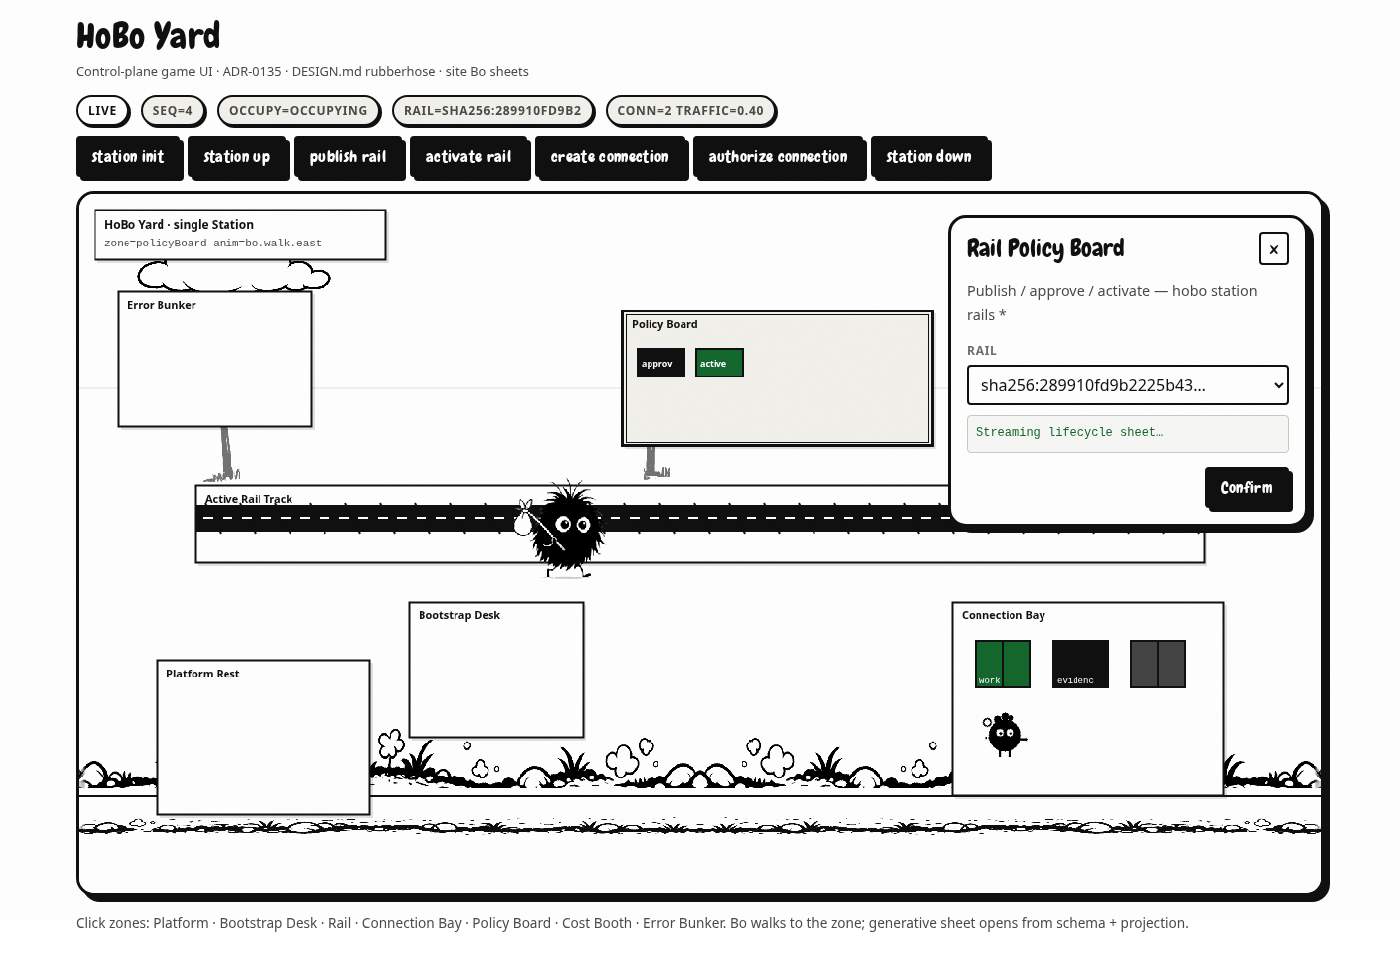 HoBo Yard
Control-plane game UI · ADR-0135 · DESIGN.md rubberhose · site Bo sheets
LIVE
SEQ=4
OCCUPY=OCCUPYING
RAIL=SHA256:289910FD9B2
CONN=2 TRAFFIC=0.40
station init
station up
publish rail
activate rail
create connection
authorize connection
station down
HoBo Yard · single Station
zone=policyBoard anim=bo.walk.east
Error Bunker
Policy Board
approv
active
Rail Policy Board
x
Publish / approve / activate — hobo station
rails *
RAIL
sha256:289910fd9b2225b43…
Streaming lifecycle sheet…
Confirm
Active Rail Track
Bootstrap Desk
Platform Rest
Connection Bay
work
evidenc
Click zones: Platform · Bootstrap Desk · Rail · Connection Bay · Policy Board · Cost Booth · Error Bunker. Bo walks to the zone; generative sheet opens from schema + projection.